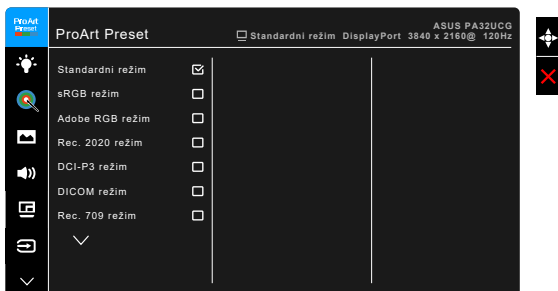 ProArt
Preset
ProArt Preset
ASUS PA32UCG
Standardni režim DisplayPort 3840 x 2160@ 120Hz
Standardni režim
sRGB režim
Adobe RGB režim
Rec. 2020 režim
DCI-P3 režim
DICOM režim
Rec. 709 režim